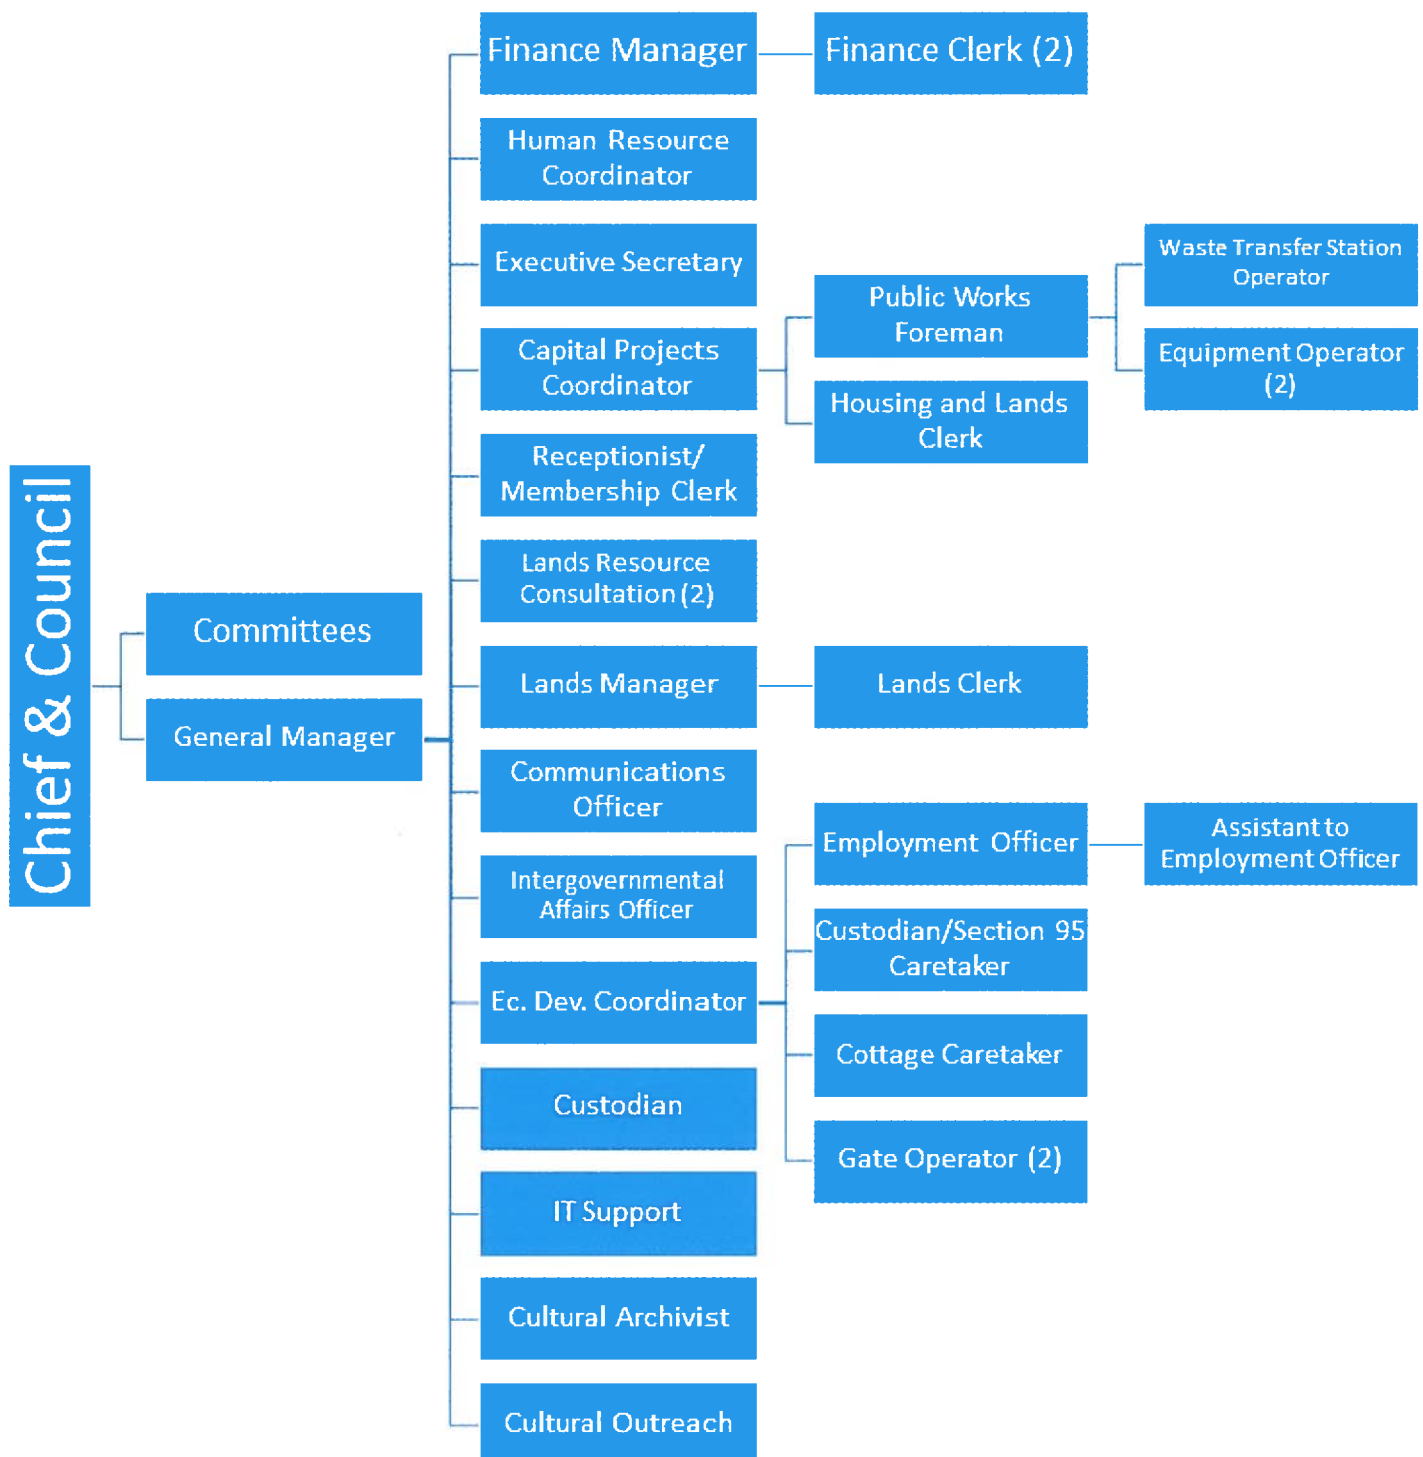 Chief & Council
Committees
General Manager
Finance Manager
Human Resource
Coordinator
Executive Secretary
Capital Projects
Coordinator
Receptionist/
Membership Clerk
Lands Resource
Consultation (2)
Lands Manager
Communications
Officer
Intergovernmental
Affairs Officer
Ec. Dev. Coordinator
Custodian
IT Support
Cultural Archivist
Cultural Outreach
Finance Clerk (2)
Public Works
Foreman
Housing and Lands
Clerk
Lands Clerk
Employment Officer
Custodian/Section 95
Caretaker
Cottage Caretaker
Gate Operator (2)
Waste Transfer Station
Operator
Equipment Operator
(2)
Assistant to
Employment Officer